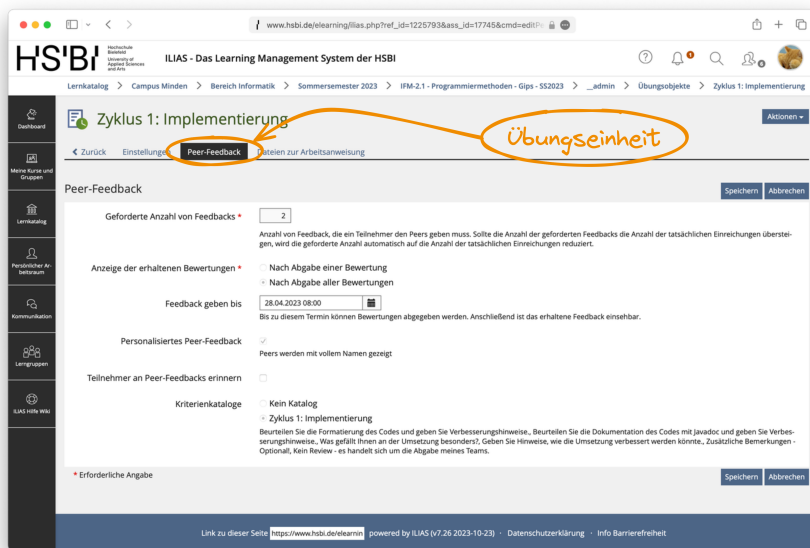 www.hsbi.de/elearning/ilias.php?ref_id=1225793&ass_id=17745&cmd=editPe
HS'BI
Hochschule
Bielefeld
University of
Applied Sciences
and Arts
ILIAS - Das Learning Management System der HSBI
Lernkatalog > Campus Minden > Bereich Informatik > Sommersemester 2023 > IFM-2.1 - Programmiermethoden - Gips - SS2023 > __admin > Übungsobjekte > Zyklus 1: Implementierung
Dashboard
Meine Kurse und
Gruppen
Lernkatalog
Persönlicher Ar-
beitsraum
Kommunikation
Lerngruppen
ILIAS Hilfe Wiki
Zyklus 1: Implementierung
Aktionen
Übungseinheit
Zurück Einstellungen Peer-Feedback Dateien zur Arbeitsanweisung
Peer-Feedback
Speichern Abbrechen
Geforderte Anzahl von Feedbacks * 2
Anzahl von Feedback, die ein Teilnehmer den Peers geben muss. Sollte die Anzahl der geforderten Feedbacks die Anzahl der tatsächlichen Einreichungen überstei-
gen, wird die geforderte Anzahl automatisch auf die Anzahl der tatsächlichen Einreichungen reduziert.
Anzeige der erhaltenen Bewertungen * Nach Abgabe einer Bewertung
Nach Abgabe aller Bewertungen
Feedback geben bis 28.04.2023 08:00
Bis zu diesem Termin können Bewertungen abgegeben werden. Anschließend ist das erhaltene Feedback einsehbar.
Personalisiertes Peer-Feedback
Peers werden mit vollem Namen gezeigt
Teilnehmer an Peer-Feedbacks erinnern
Kriterienkataloge Kein Katalog
Zyklus 1: Implementierung
Beurteilen Sie die Formatierung des Codes und geben Sie Verbesserungshinweise., Beurteilen Sie die Dokumentation des Codes mit Javadoc und geben Sie Verbes-
serungshinweise., Was gefällt Ihnen an der Umsetzung besonders?, Geben Sie Hinweise, wie die Umsetzung verbessert werden könnte., Zusätzliche Bemerkungen -
Optional!, Kein Review - es handelt sich um die Abgabe meines Teams.
* Erforderliche Angabe
Speichern Abbrechen
Link zu dieser Seite https://www.hsbi.de/elearnin powered by ILIAS (v7.26 2023-10-23) · Datenschutzerklärung · Info Barrierefreiheit